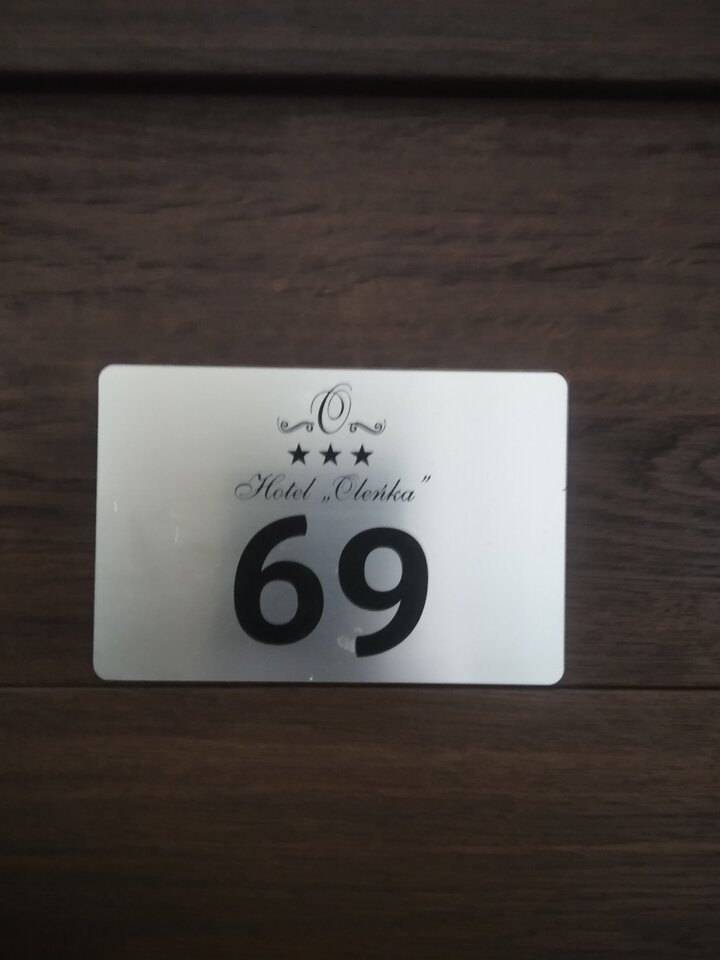 O
★★★
Hotel „Oleńka”
69